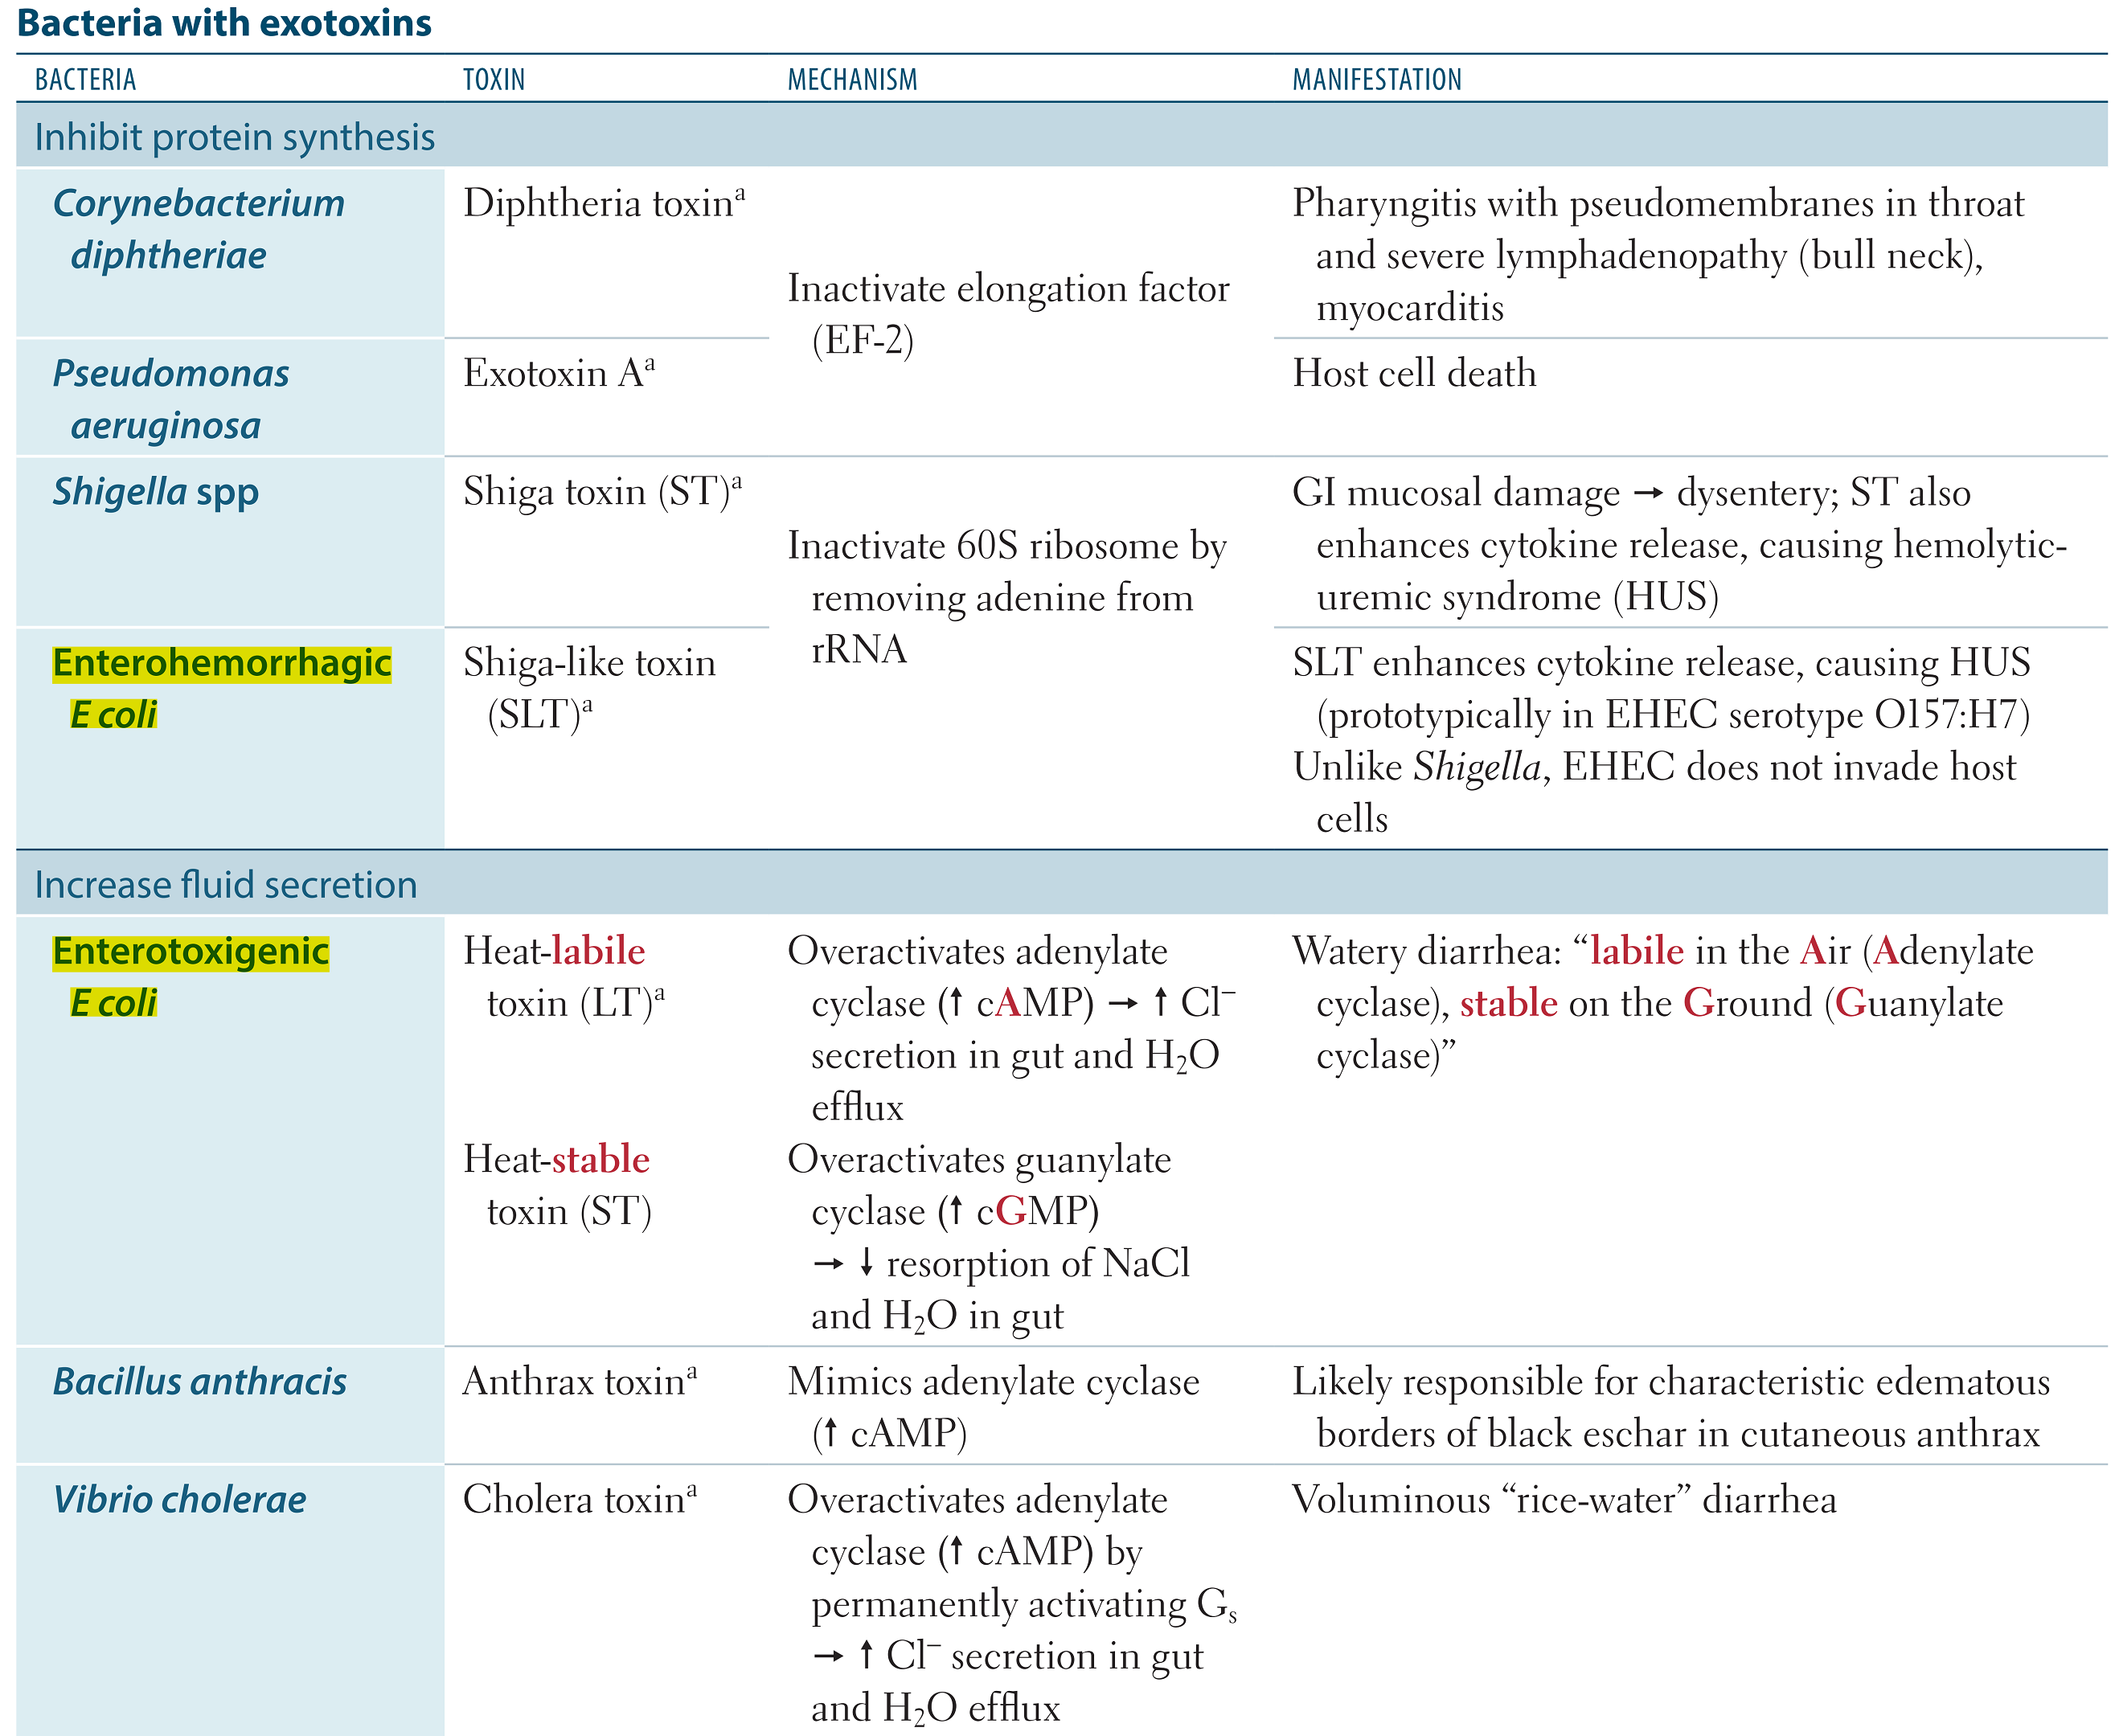 Bacteria with exotoxins
BACTERIA TOXIN MECHANISM MANIFESTATION
Inhibit protein synthesis
Corynebacterium
diphtheriae
Diphtheria toxinᵃ
Inactivate elongation factor
(EF-2)
Pharyngitis with pseudomembranes in throat
and severe lymphadenopathy (bull neck),
myocarditis
Pseudomonas
aeruginosa
Exotoxin Aᵃ
Host cell death
Shigella spp
Shiga toxin (ST)ᵃ
Inactivate 60S ribosome by
removing adenine from
rRNA
GI mucosal damage → dysentery; ST also
enhances cytokine release, causing hemolytic-
uremic syndrome (HUS)
Enterohemorrhagic
E coli
Shiga-like toxin
(SLT)ᵃ
SLT enhances cytokine release, causing HUS
(prototypically in EHEC serotype O157:H7)
Unlike Shigella, EHEC does not invade host
cells
Increase fluid secretion
Enterotoxigenic
E coli
Heat-labile
toxin (LT)ᵃ
Overactivates adenylate
cyclase (↑ cAMP) → ↑ Cl⁻
secretion in gut and H₂O
efflux
Watery diarrhea: “labile in the Air (Adenylate
cyclase), stable on the Ground (Guanylate
cyclase)”
Heat-stable
toxin (ST)
Overactivates guanylate
cyclase (↑ cGMP)
→ ↓ resorption of NaCl
and H₂O in gut
Bacillus anthracis
Anthrax toxinᵃ
Mimics adenylate cyclase
(↑ cAMP)
Likely responsible for characteristic edematous
borders of black eschar in cutaneous anthrax
Vibrio cholerae
Cholera toxinᵃ
Overactivates adenylate
cyclase (↑ cAMP) by
permanently activating Gₛ
→ ↑ Cl⁻ secretion in gut
and H₂O efflux
Voluminous “rice-water” diarrhea